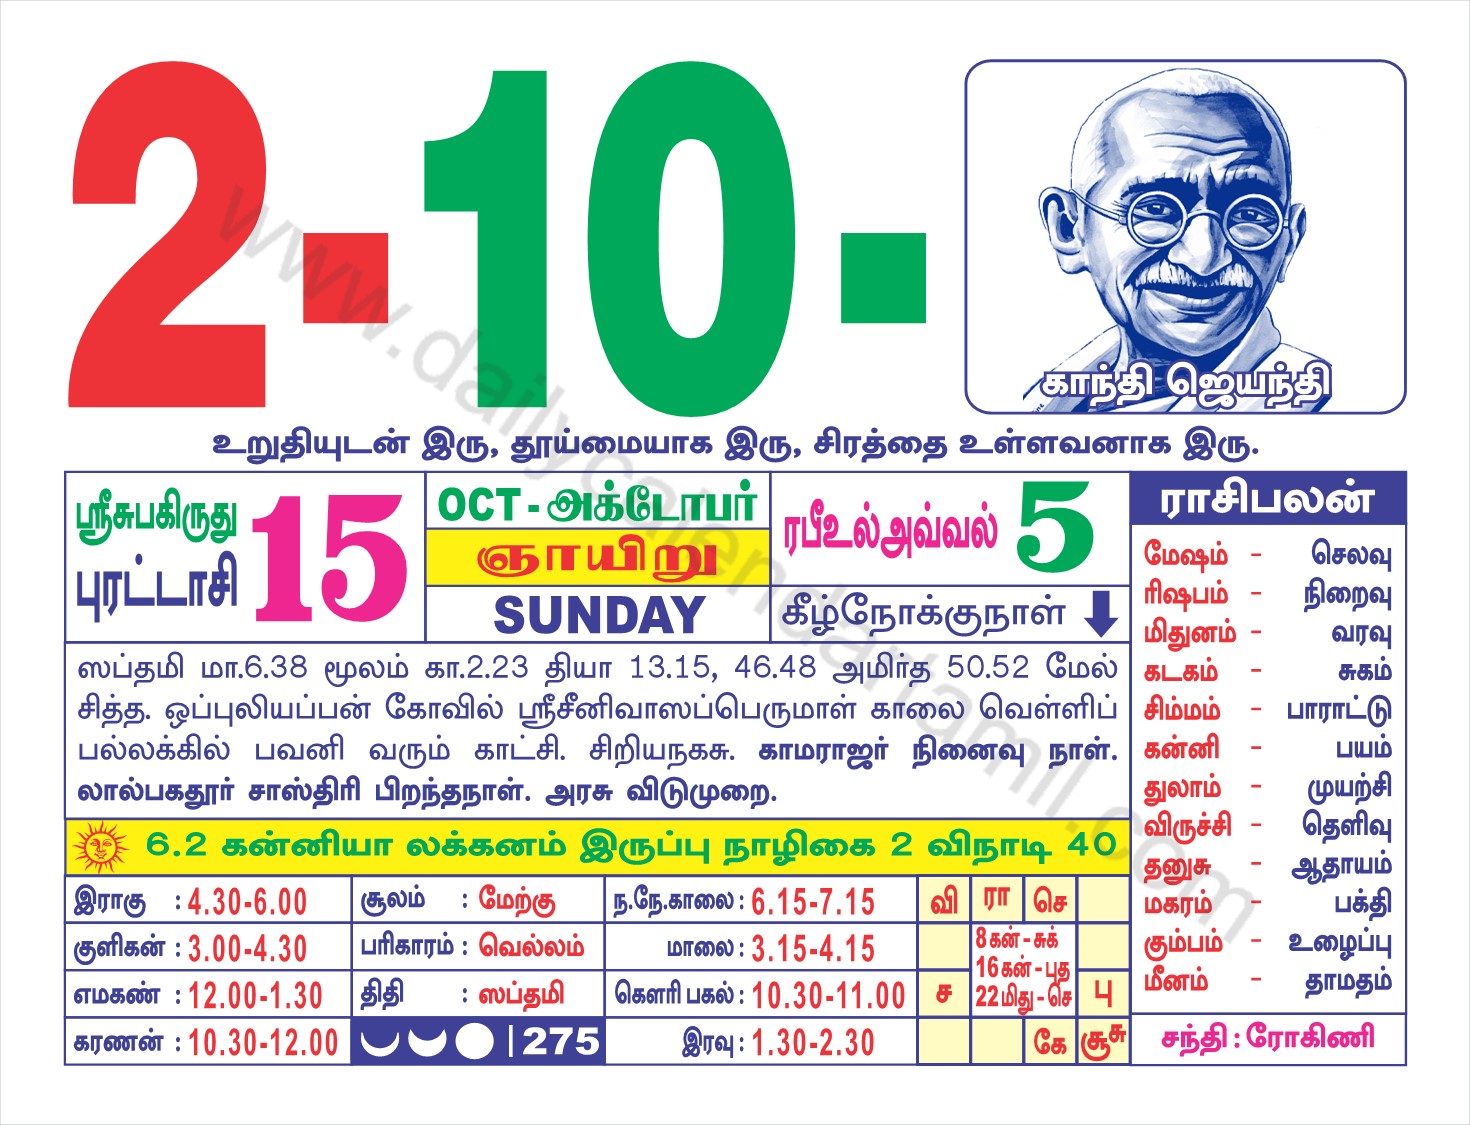 2-10-
காந்தி ஜெயந்தி
உறுதியுடன் இரு, தூய்மையாக இரு, சிரத்தை உள்ளவனாக இரு.
ஸ்ரீசுபகிருது
புரட்டாசி 15
OCT - அக்டோபர்
ஞாயிறு
SUNDAY
ரபீஉல்அவ்வல் 5
கீழ்நோக்குநாள்
ஸப்தமி மா.6.38 மூலம் கா.2.23 தியா 13.15, 46.48 அமிர்த 50.52 மேல்
சித்த. ஒப்புலியப்பன் கோவில் ஸ்ரீசீனிவாஸப்பெருமாள் காலை வெள்ளிப்
பல்லக்கில் பவனி வரும் காட்சி. சிறியநகசு. காமராஜர் நினைவு நாள்.
லால்பகதூர் சாஸ்திரி பிறந்தநாள். அரசு விடுமுறை.
6.2 கன்னியா லக்கனம் இருப்பு நாழிகை 2 விநாடி 40
இராகு : 4.30-6.00 சூலம் : மேற்கு ந.நே.காலை : 6.15-7.15
குளிகன் : 3.00-4.30 பரிகாரம் : வெல்லம் மாலை : 3.15-4.15
எமகண் : 12.00-1.30 திதி : ஸப்தமி கௌரி பகல் : 10.30-11.00
கரணன் : 10.30-12.00 | 275 இரவு : 1.30-2.30
வி ரா செ
8 கன் - சுக்
16 கன் - புத
ச 22 மிது - செ பு
கே சூசு
ராசிபலன்
மேஷம் - செலவு
ரிஷபம் - நிறைவு
மிதுனம் - வரவு
கடகம் - சுகம்
சிம்மம் - பாராட்டு
கன்னி - பயம்
துலாம் - முயற்சி
விருச்சி - தெளிவு
தனுசு - ஆதாயம்
மகரம் - பக்தி
கும்பம் - உழைப்பு
மீனம் - தாமதம்
சந்தி : ரோகிணி
www.dailycalendartamil.com